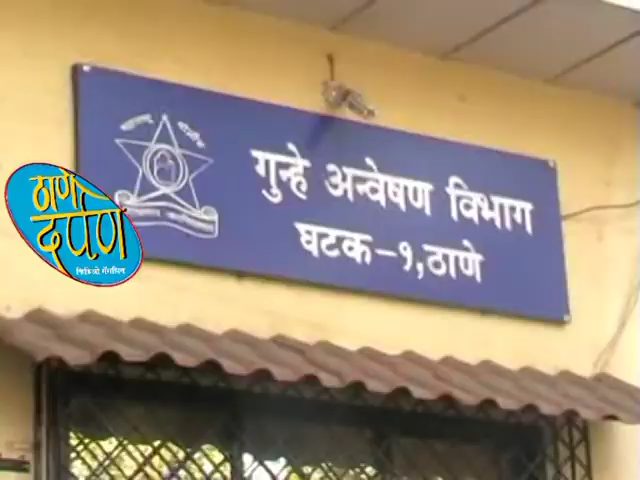 गुन्हे अन्वेषण विभाग
घटक-१, ठाणे
ठाणे
दर्पण